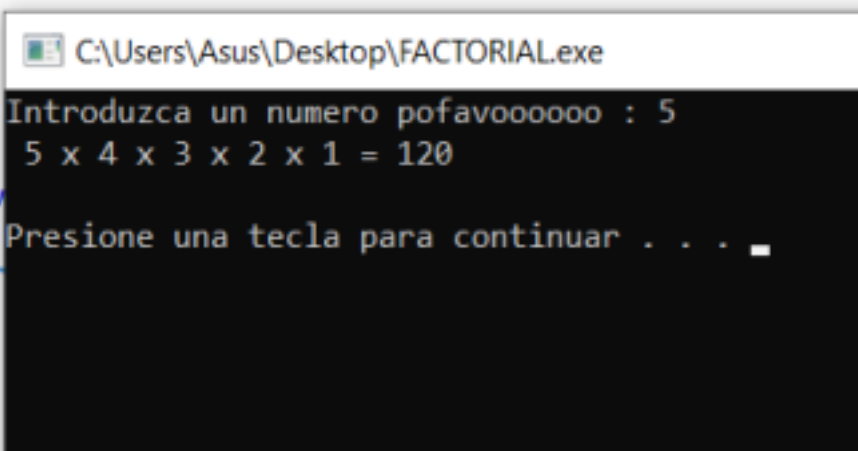 C:\Users\Asus\Desktop\FACTORIAL.exe
Introduzca un numero pofavoooooo : 5
5 x 4 x 3 x 2 x 1 = 120
Presione una tecla para continuar . . .